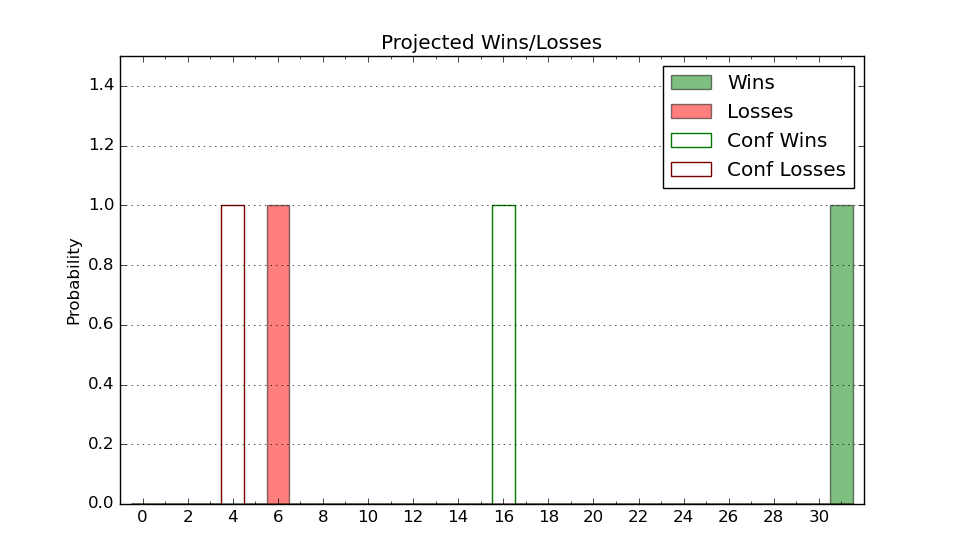 Projected Wins/Losses
Wins
Losses
Conf Wins
Conf Losses
Probability
1.4
1.2
1.0
0.8
0.6
0.4
0.2
0.0
0 2 4 6 8 10 12 14 16 18 20 22 24 26 28 30